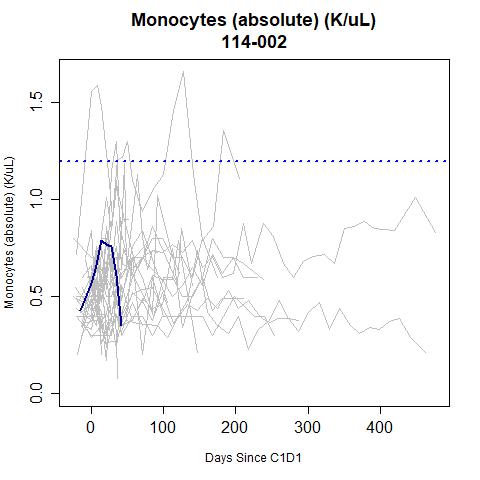 Monocytes (absolute) (K/uL)
114-002
Monocytes (absolute) (K/uL)
1.5
1.0
0.5
0.0
0 100 200 300 400
Days Since C1D1